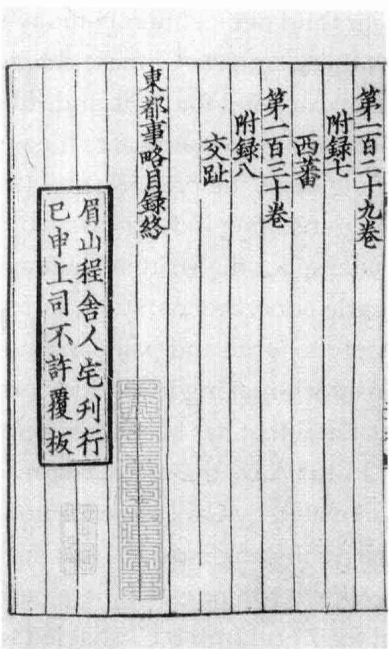 第一百二十九卷
附録七
西蕃
第一百三十卷
附録八
交趾
東都事略目録終
眉山程舍人宅刋行
已申上司不許覆板